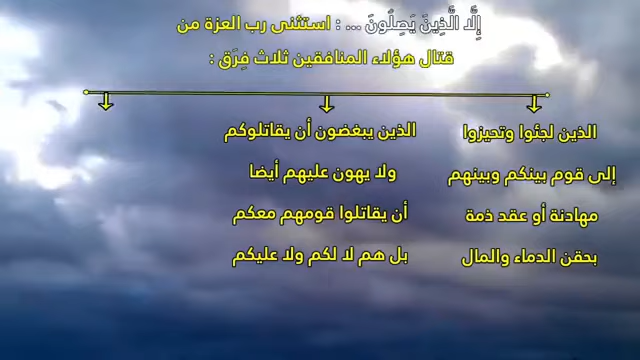 إِلَّا الَّذِينَ يَصِلُونَ ... : استثنى رب العزة من
قتال هؤلاء المنافقين ثلاث فِرَق :
الذين لجئوا وتحيزوا
إلى قوم بينكم وبينهم
مهادنة أو عقد ذمة
بحقن الدماء والمال
الذين يبغضون أن يقاتلوكم
ولا يهون عليهم أيضا
أن يقاتلوا قومهم معكم
بل هم لا لكم ولا عليكم